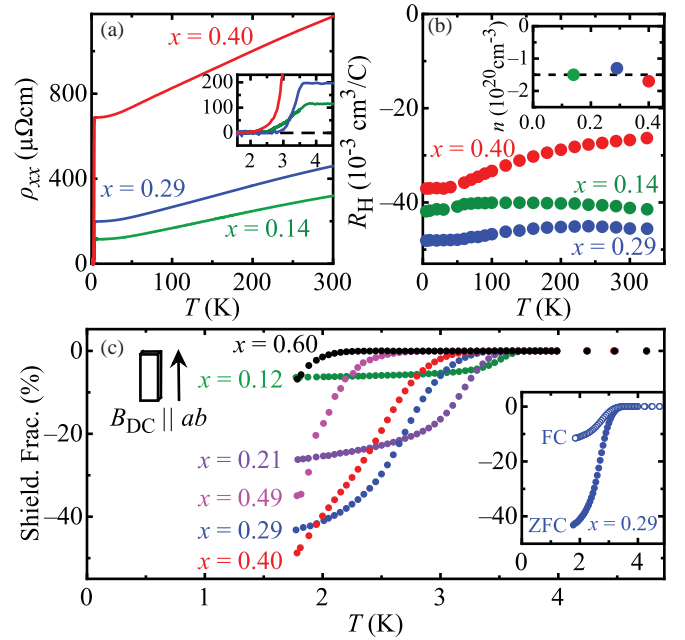 (a)
x = 0.40
x = 0.29
x = 0.14
800
400
0
ρxx (μΩcm)
0 100 200 300
T (K)
200
100
0
2 3 4
(b)
−0
−20
−40
−60
RH (10−3 cm3/C)
x = 0.40
x = 0.14
x = 0.29
0 100 200 300
T (K)
n (1020cm−3)
−0
−1
−2
0.0 0.2 0.4
(c)
x = 0.60
x = 0.12
x = 0.21
x = 0.49
x = 0.29
x = 0.40
BDC || ab
Shield. Frac. (%)
0
−20
−40
1 2 3 4
T (K)
−0
−20
−40
FC
ZFC
x = 0.29
0 2 4